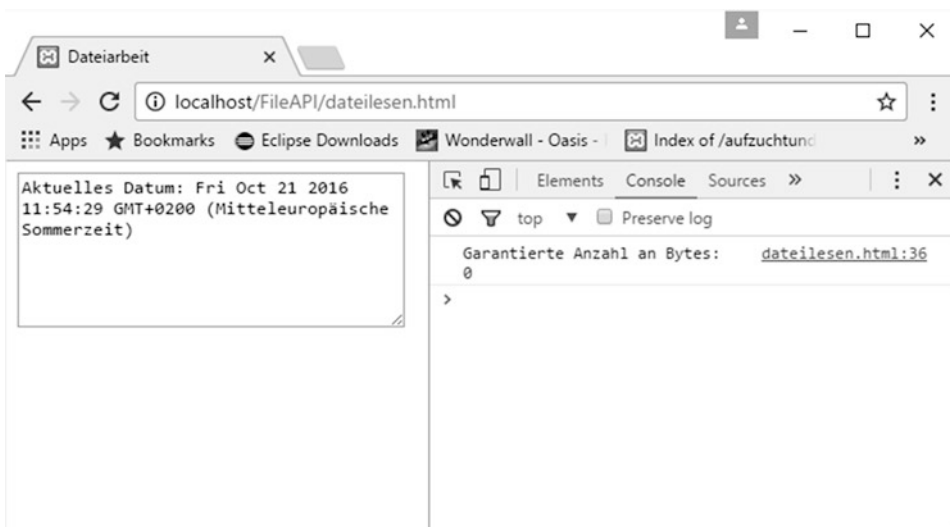 Dateiarbeit
localhost/FileAPI/dateilesen.html
Apps Bookmarks Eclipse Downloads Wonderwall - Oasis - Index of /aufzuchtund
Aktuelles Datum: Fri Oct 21 2016
11:54:29 GMT+0200 (Mitteleuropäische
Sommerzeit)
Elements Console Sources
top Preserve log
Garantierte Anzahl an Bytes: dateilesen.html:36
0